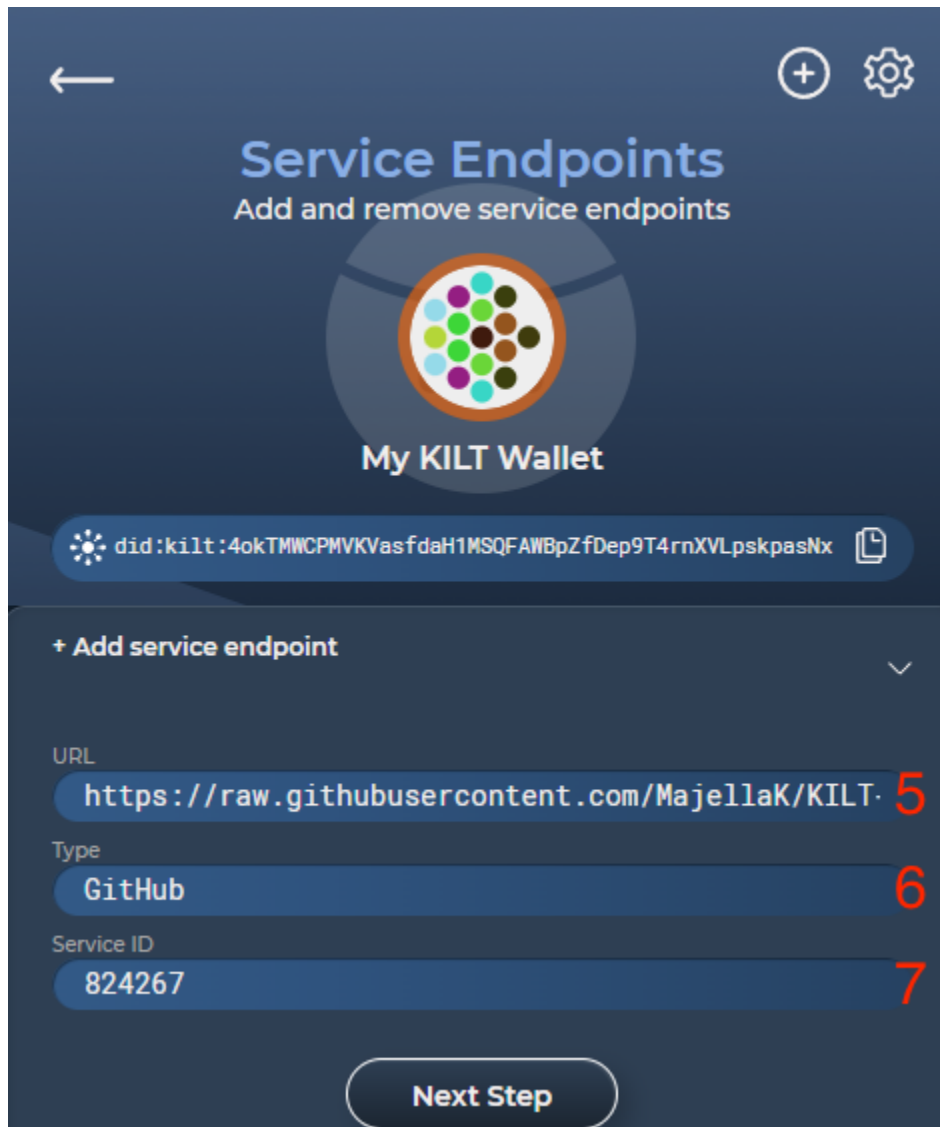 Service Endpoints
Add and remove service endpoints
My KILT Wallet
did:kilt:4okTMWCPMVKVasfdaH1MSQFAWBpZfDep9T4rnXVLpskpasNx
+ Add service endpoint
URL
https://raw.githubusercontent.com/MajellaK/KILT- 5
Type
GitHub 6
Service ID
824267 7
Next Step